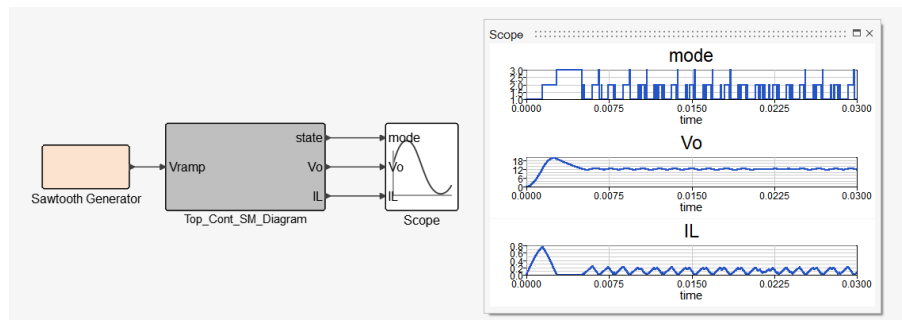 Scope
mode
3.0
2.5
2.0
1.5
1.0
0.0000 0.0075 0.0150 0.0225 0.0300
time
Vo
18
12
6
0
0.0000 0.0075 0.0150 0.0225 0.0300
time
IL
0.8
0.6
0.4
0.2
0.0
0.0000 0.0075 0.0150 0.0225 0.0300
time
Sawtooth Generator
Vramp
state
Vo
IL
Top_Cont_SM_Diagram
mode
Vo
IL
Scope